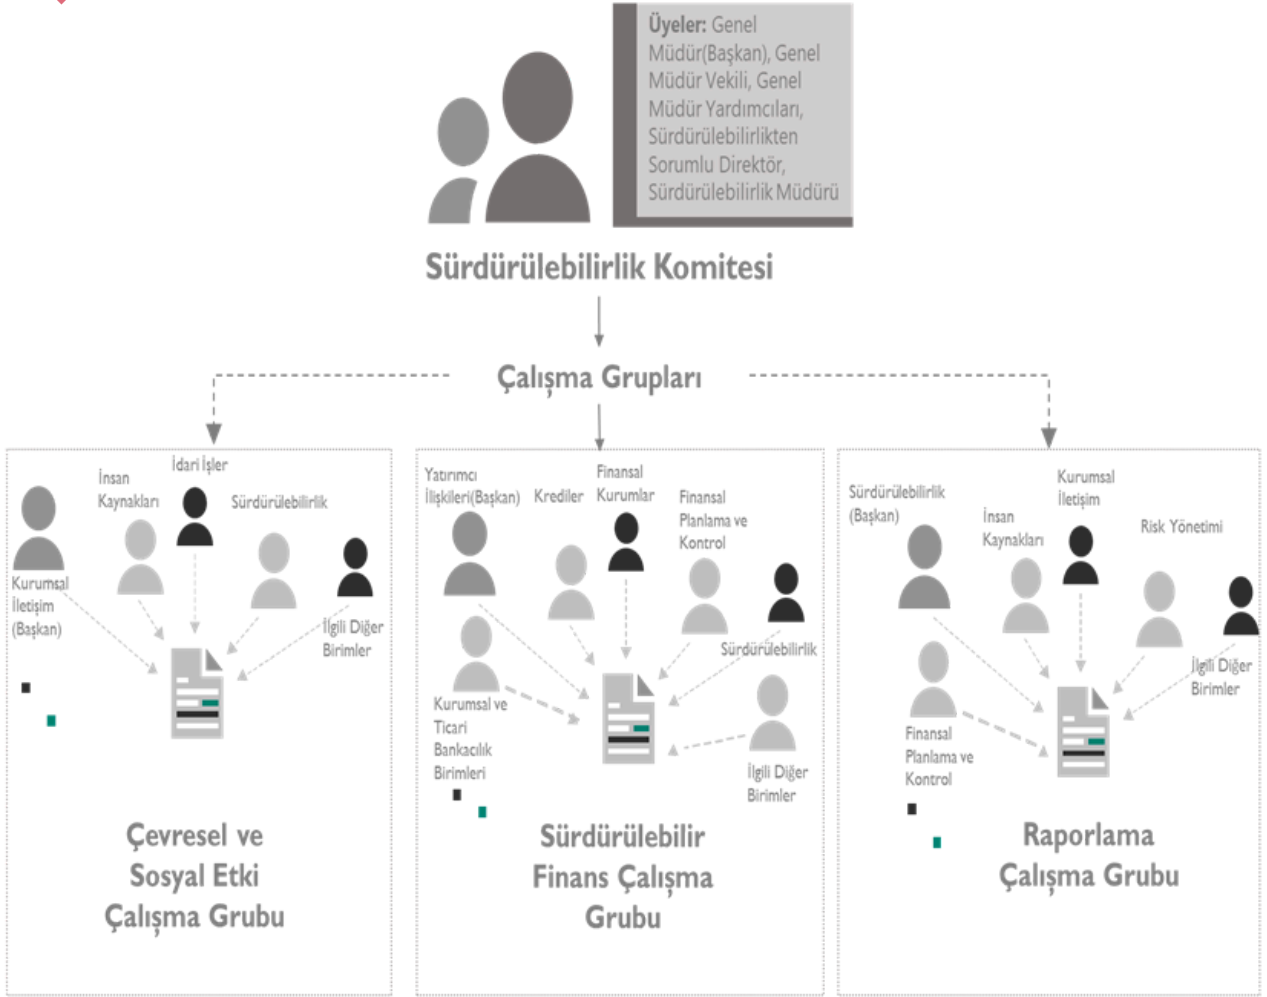 Üyeler: Genel
Müdür(Başkan), Genel
Müdür Vekili, Genel
Müdür Yardımcıları,
Sürdürülebilirlikten
Sorumlu Direktör,
Sürdürülebilirlik Müdürü
Sürdürülebilirlik Komitesi
Çalışma Grupları
İnsan
Kaynakları
İdari İşler
Sürdürülebilirlik
Kurumsal
İletişim
(Başkan)
İlgili Diğer
Birimler
Çevresel ve
Sosyal Etki
Çalışma Grubu
Yatırımcı
İlişkileri(Başkan)
Krediler
Finansal
Kurumlar
Finansal
Planlama ve
Kontrol
Sürdürülebilirlik
Kurumsal ve
Ticari
Bankacılık
Birimleri
İlgili Diğer
Birimler
Sürdürülebilir
Finans Çalışma
Grubu
Sürdürülebilirlik
(Başkan)
İnsan
Kaynakları
Kurumsal
İletişim
Risk Yönetimi
İlgili Diğer
Birimler
Finansal
Planlama ve
Kontrol
Raporlama
Çalışma Grubu